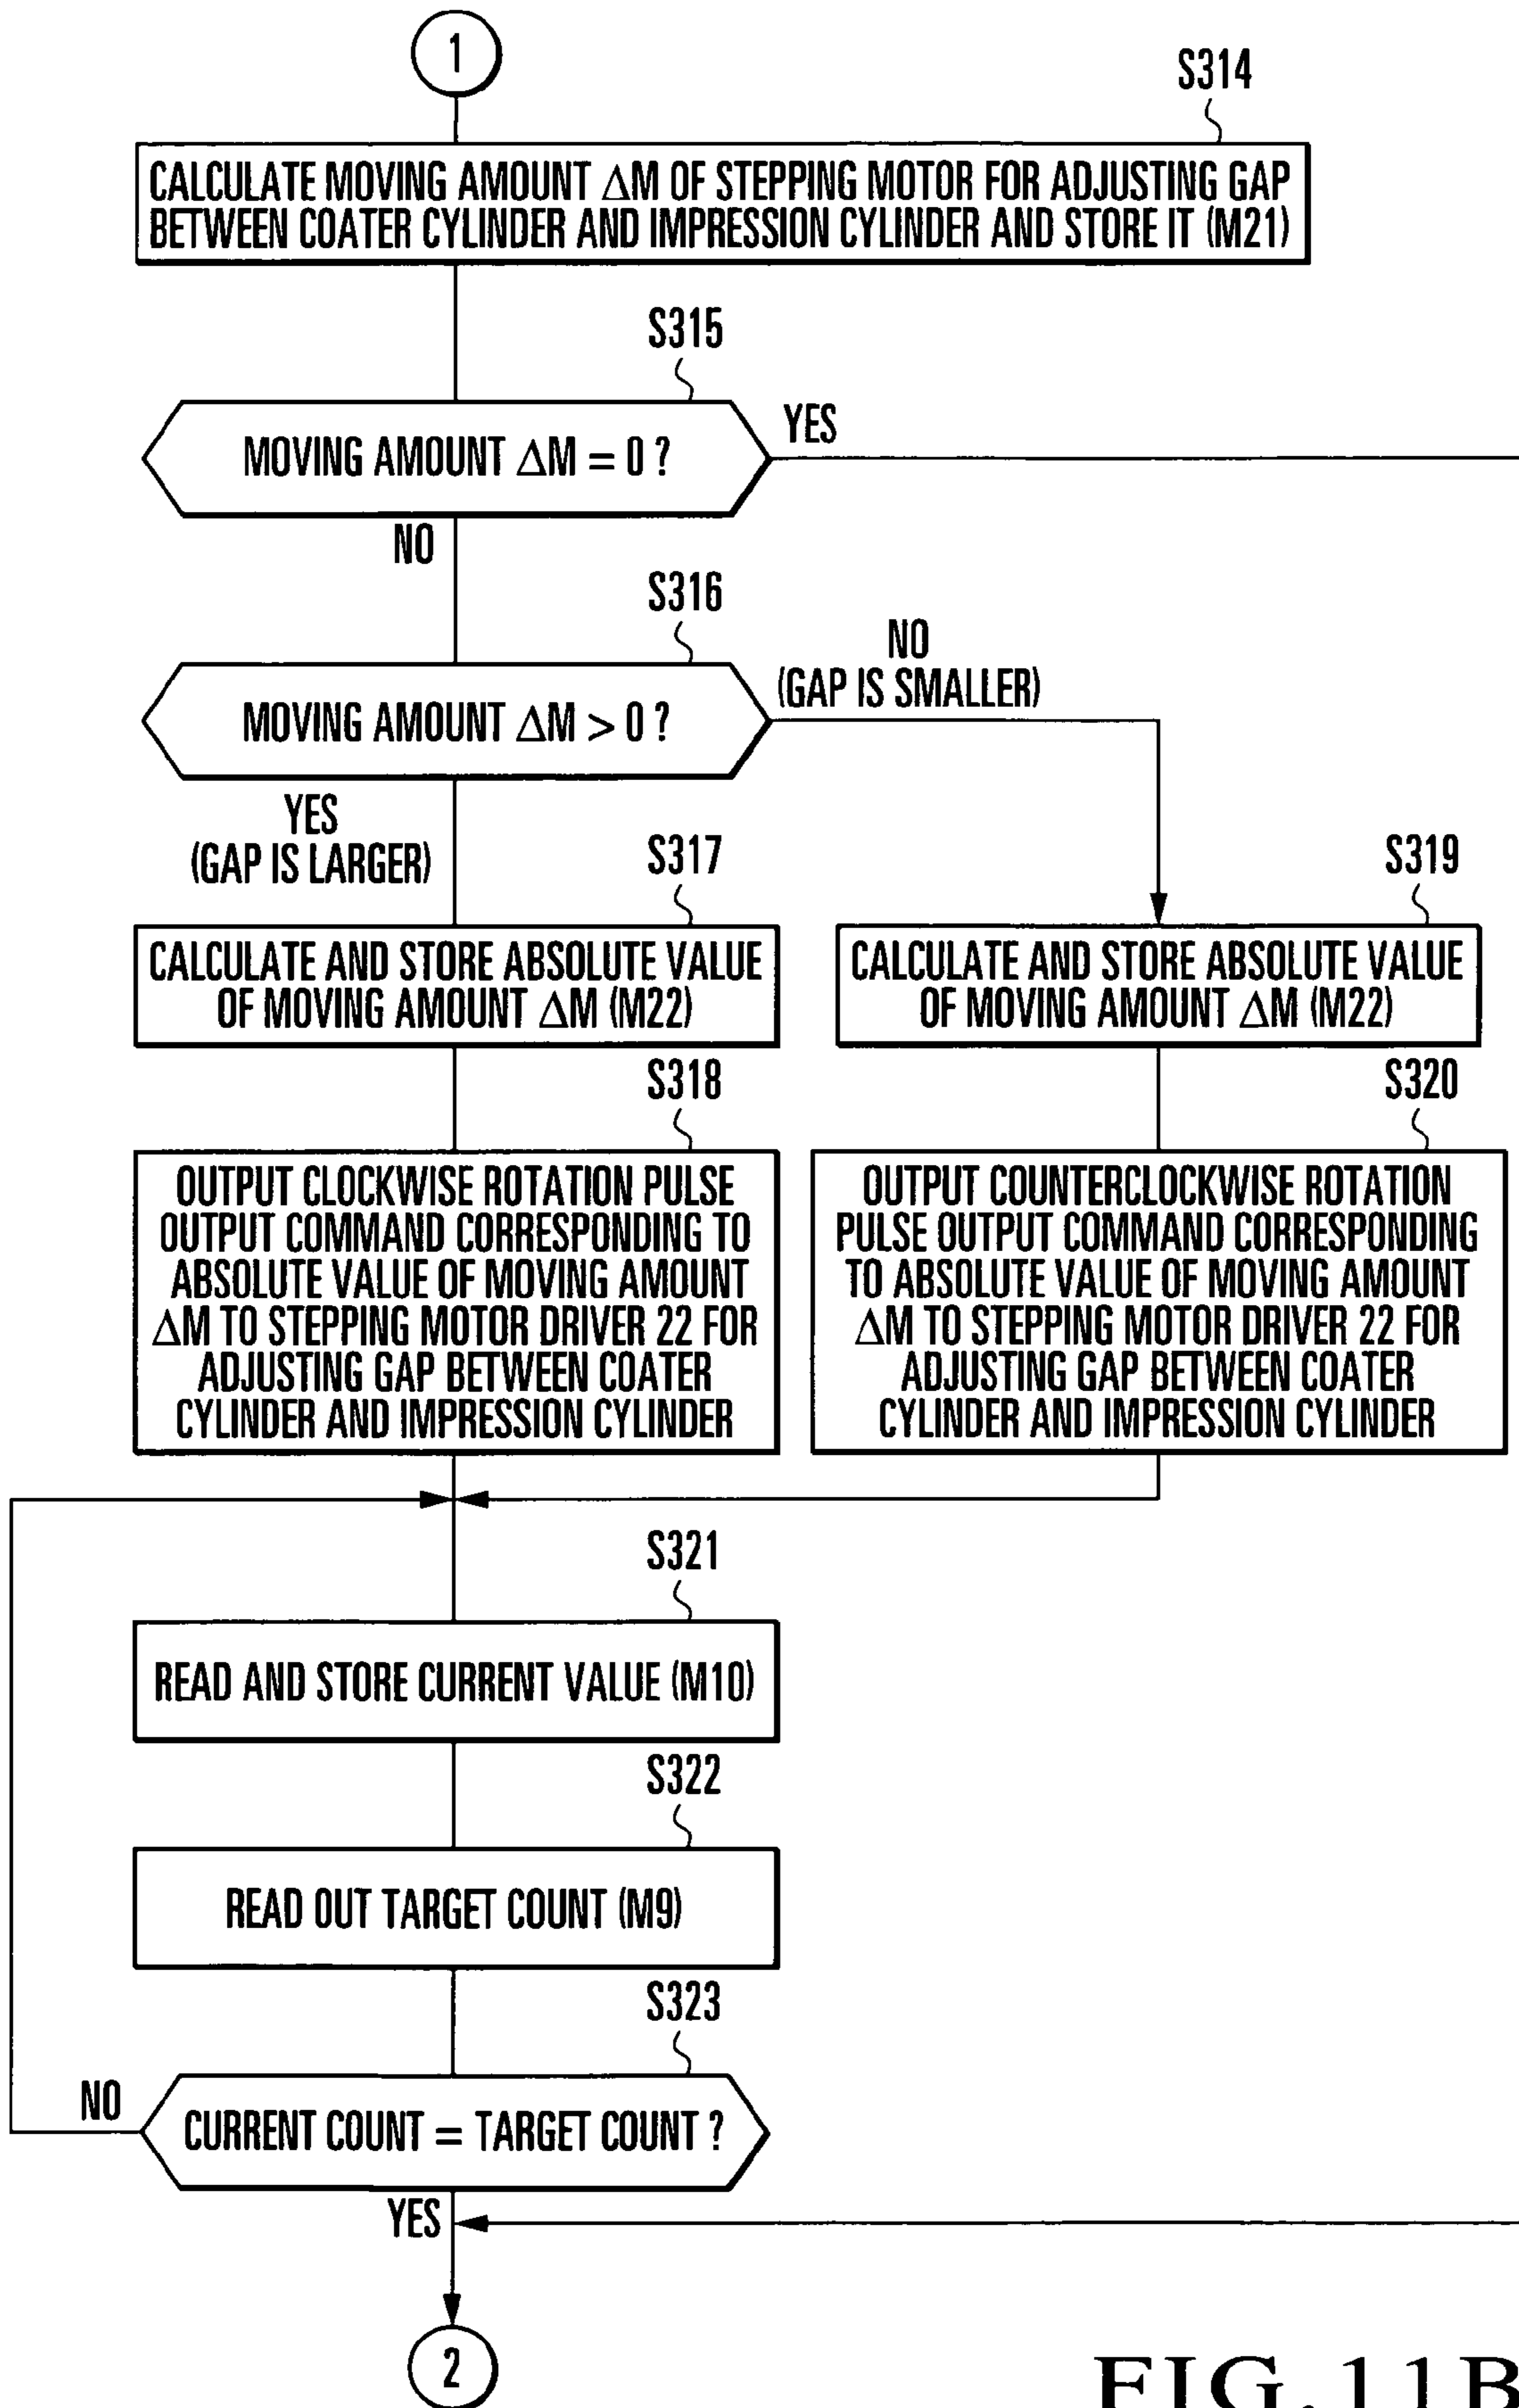 1
S314
CALCULATE MOVING AMOUNT ΔM OF STEPPING MOTOR FOR ADJUSTING GAP
BETWEEN COATER CYLINDER AND IMPRESSION CYLINDER AND STORE IT (M21)
S315
MOVING AMOUNT ΔM = 0 ?
YES
NO
S316
MOVING AMOUNT ΔM > 0 ?
NO
(GAP IS SMALLER)
YES
(GAP IS LARGER)
S317
CALCULATE AND STORE ABSOLUTE VALUE
OF MOVING AMOUNT ΔM (M22)
S319
CALCULATE AND STORE ABSOLUTE VALUE
OF MOVING AMOUNT ΔM (M22)
S318
OUTPUT CLOCKWISE ROTATION PULSE
OUTPUT COMMAND CORRESPONDING TO
ABSOLUTE VALUE OF MOVING AMOUNT
ΔM TO STEPPING MOTOR DRIVER 22 FOR
ADJUSTING GAP BETWEEN COATER
CYLINDER AND IMPRESSION CYLINDER
S320
OUTPUT COUNTERCLOCKWISE ROTATION
PULSE OUTPUT COMMAND CORRESPONDING
TO ABSOLUTE VALUE OF MOVING AMOUNT
ΔM TO STEPPING MOTOR DRIVER 22 FOR
ADJUSTING GAP BETWEEN COATER
CYLINDER AND IMPRESSION CYLINDER
S321
READ AND STORE CURRENT VALUE (M10)
S322
READ OUT TARGET COUNT (M9)
S323
CURRENT COUNT = TARGET COUNT ?
NO
YES
2
FIG.11B